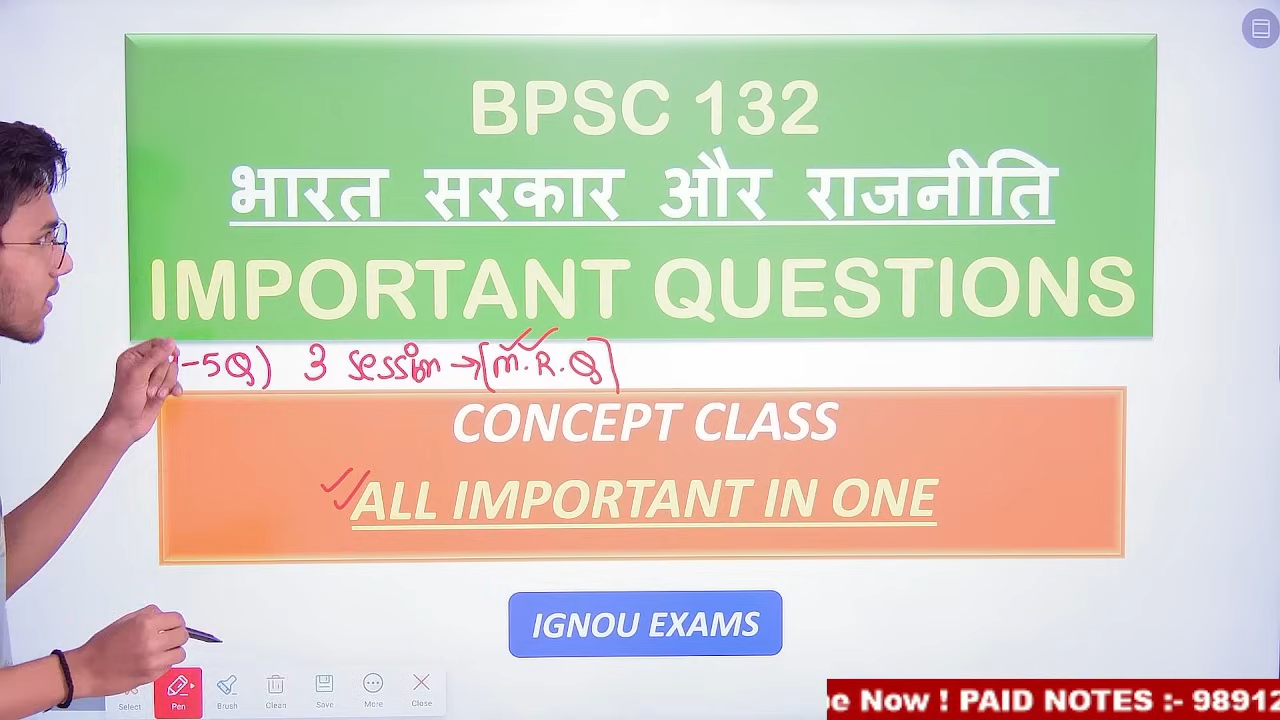 BPSC 132
भारत सरकार और राजनीति
IMPORTANT QUESTIONS
-5Q) 3 session → [M.R.Q]
CONCEPT CLASS
ALL IMPORTANT IN ONE
IGNOU EXAMS
Select Pen Brush Clean Save More Close
e Now ! PAID NOTES :- 9891